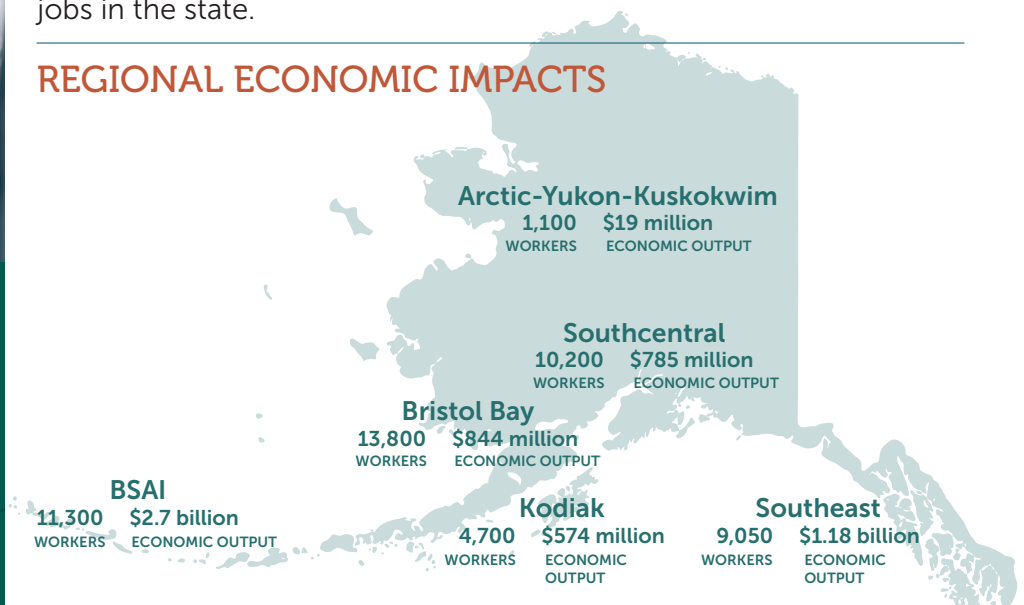 jobs in the state.
REGIONAL ECONOMIC IMPACTS
Arctic-Yukon-Kuskokwim
1,100 $19 million
WORKERS ECONOMIC OUTPUT
Southcentral
10,200 $785 million
WORKERS ECONOMIC OUTPUT
Bristol Bay
13,800 $844 million
WORKERS ECONOMIC OUTPUT
BSAI
11,300 $2.7 billion
WORKERS ECONOMIC OUTPUT
Kodiak
4,700 $574 million
WORKERS ECONOMIC
OUTPUT
Southeast
9,050 $1.18 billion
WORKERS ECONOMIC
OUTPUT